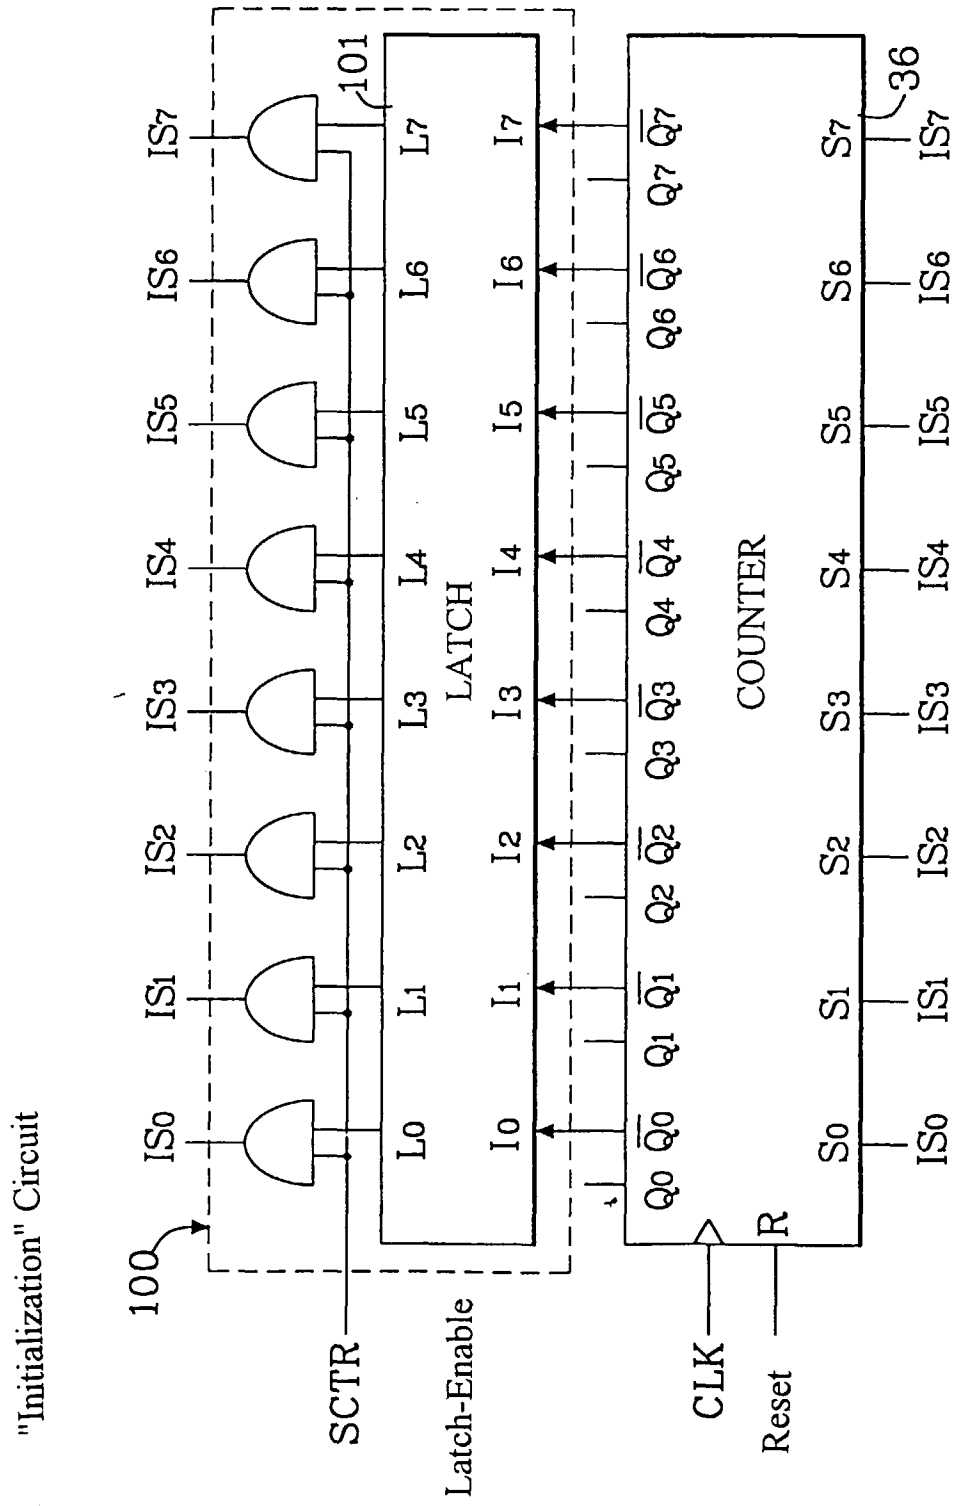 "Initialization" Circuit
100
IS0 IS1 IS2 IS3 IS4 IS5 IS6 IS7
SCTR
101
L0 L1 L2 L3 L4 L5 L6 L7
LATCH
Latch-Enable
I0 I1 I2 I3 I4 I5 I6 I7
Q0 Q̅0 Q1 Q̅1 Q2 Q̅2 Q3 Q̅3 Q4 Q̅4 Q5 Q̅5 Q6 Q̅6 Q7 Q̅7
CLK
COUNTER
Reset
R
S0 S1 S2 S3 S4 S5 S6 S7
36
IS0 IS1 IS2 IS3 IS4 IS5 IS6 IS7